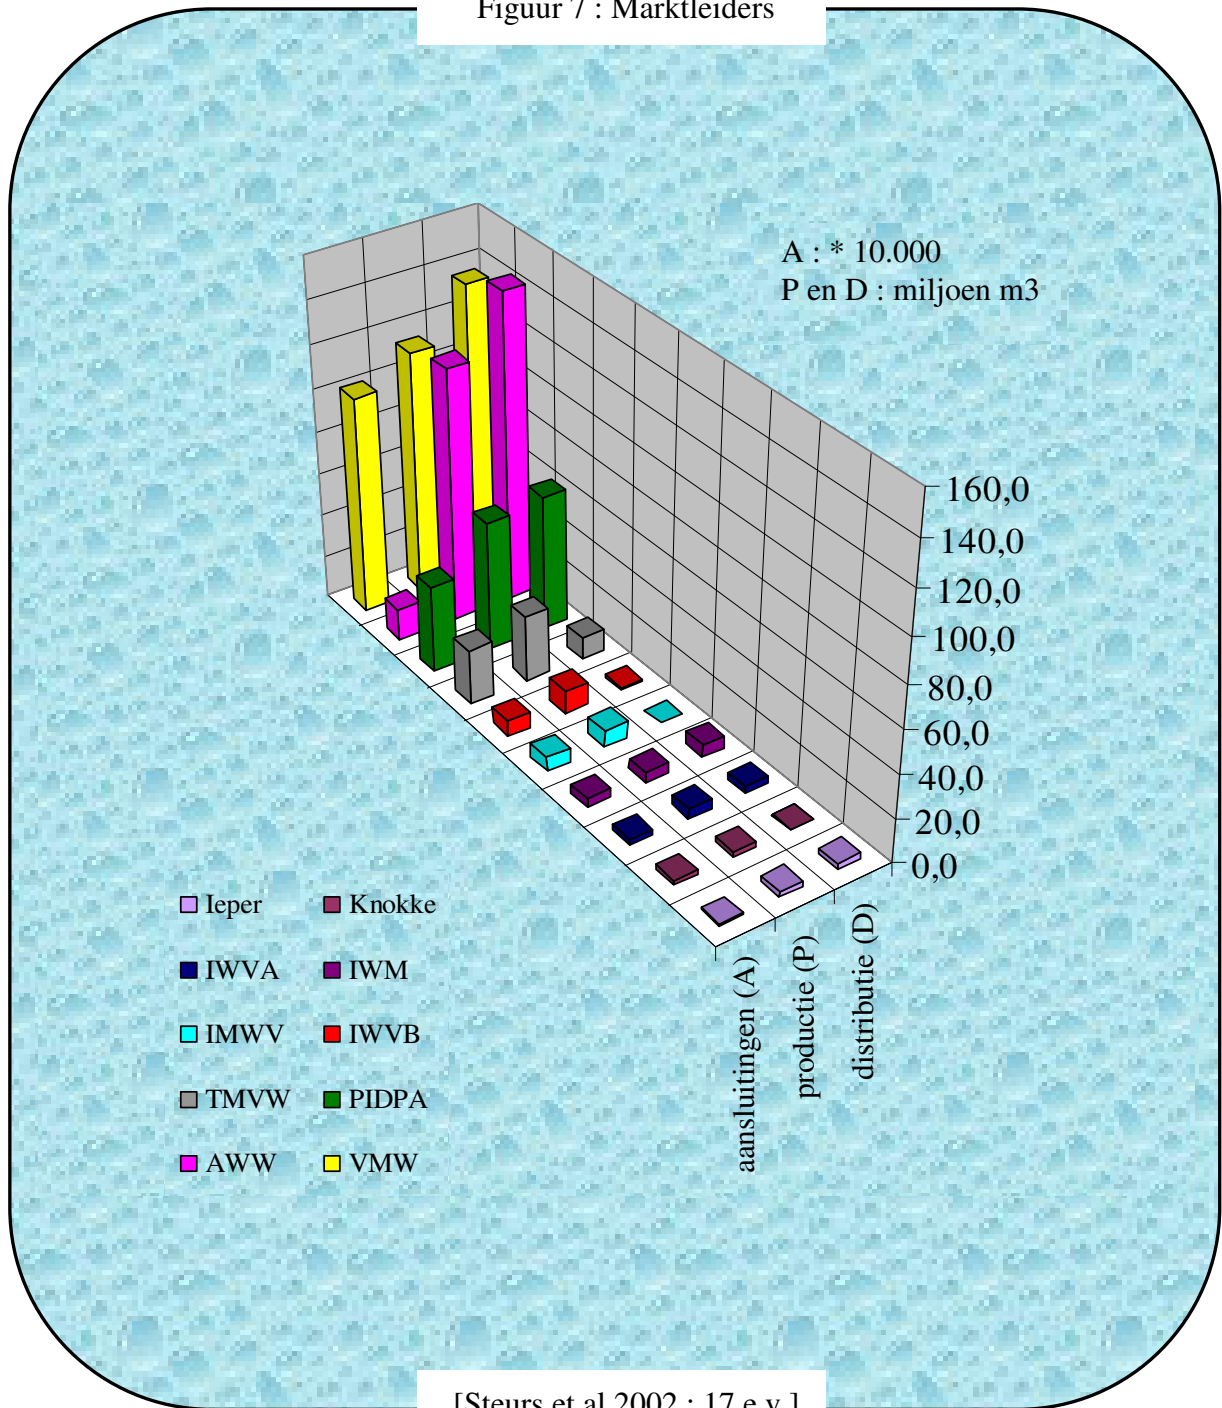 Figuur 7 : Marktleiders
A : * 10.000
P en D : miljoen m3
160,0
140,0
120,0
100,0
80,0
60,0
40,0
20,0
0,0
aansluitingen (A)
productie (P)
distributie (D)
Ieper
Knokke
IWVA
IWM
IMWV
IWVB
TMVW
PIDPA
AWW
VMW
[Steurs et al 2002 : 17 e.v.]